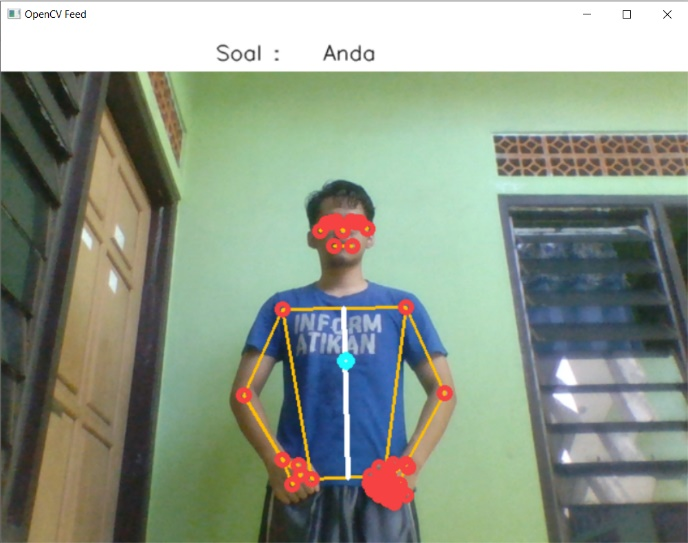 OpenCV Feed
Soal : Anda
INFORM
ATIKAN